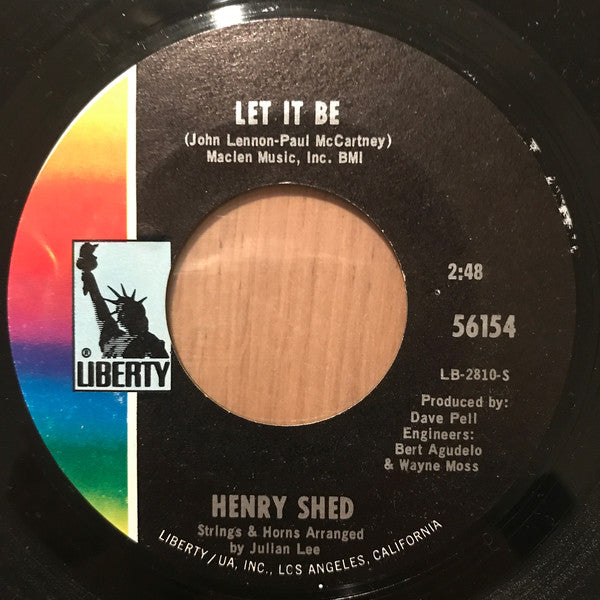 LET IT BE
(John Lennon-Paul McCartney)
Maclen Music, Inc. BMI
2:48
56154
LB-2810-S
Produced by:
Dave Pell
Engineers:
Bert Agudelo
& Wayne Moss
® LIBERTY
HENRY SHED
Strings & Horns Arranged
by Julian Lee
LIBERTY/UA, INC., LOS ANGELES, CALIFORNIA